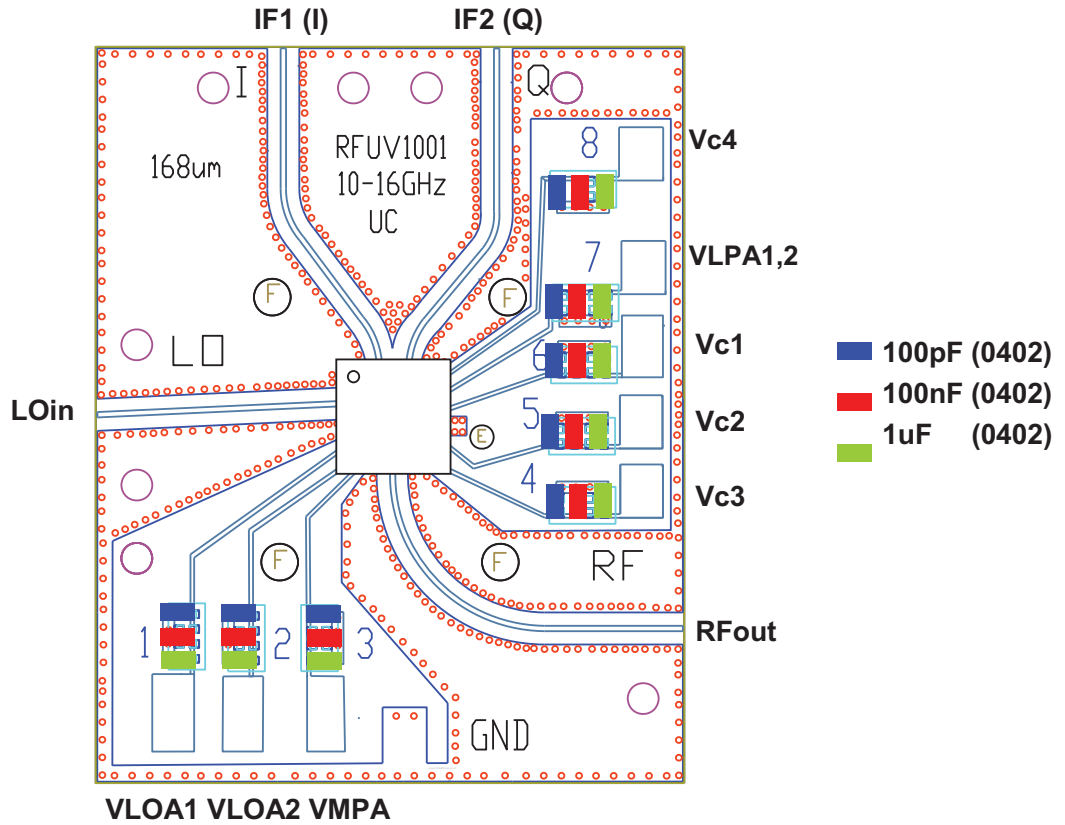 IF1 (I)
IF2 (Q)
I
Q
168um
RFUV1001
10-16GHz
UC
8
Vc4
7
VLPA1,2
F
F
LO
6
Vc1
100pF (0402)
100nF (0402)
1uF (0402)
LOin
5
E
Vc2
4
Vc3
F
F
RF
1
2
3
RFout
GND
VLOA1 VLOA2 VMPA